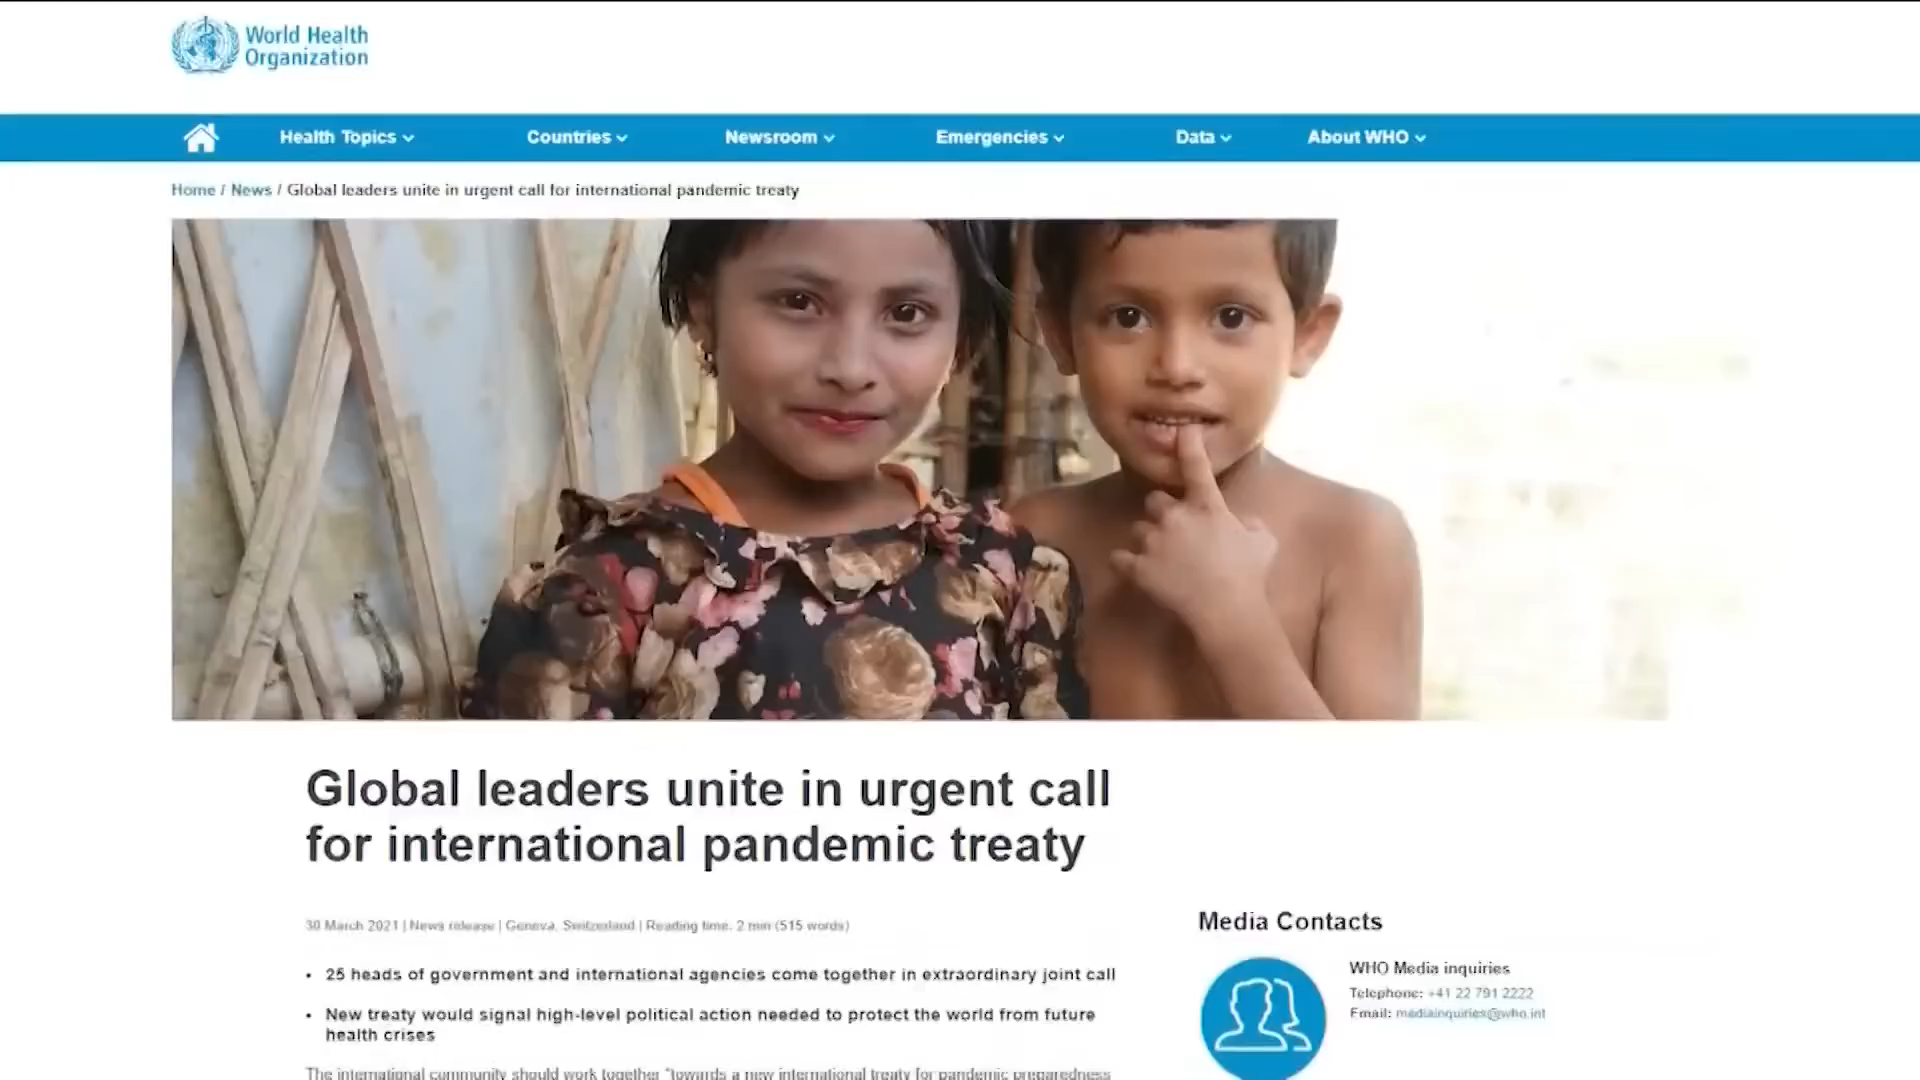 World Health
Organization
Health Topics
Countries
Newsroom
Emergencies
Data
About WHO
Home / News / Global leaders unite in urgent call for international pandemic treaty
Global leaders unite in urgent call
for international pandemic treaty
30 March 2021 | News release | Geneva, Switzerland | Reading time: 2 min (515 words)
• 25 heads of government and international agencies come together in extraordinary joint call
• New treaty would signal high-level political action needed to protect the world from future
health crises
The international community should work together "towards a new international treaty for pandemic preparedness
Media Contacts
WHO Media inquiries
Telephone: +41 22 791 2222
Email: mediainquiries@who.int